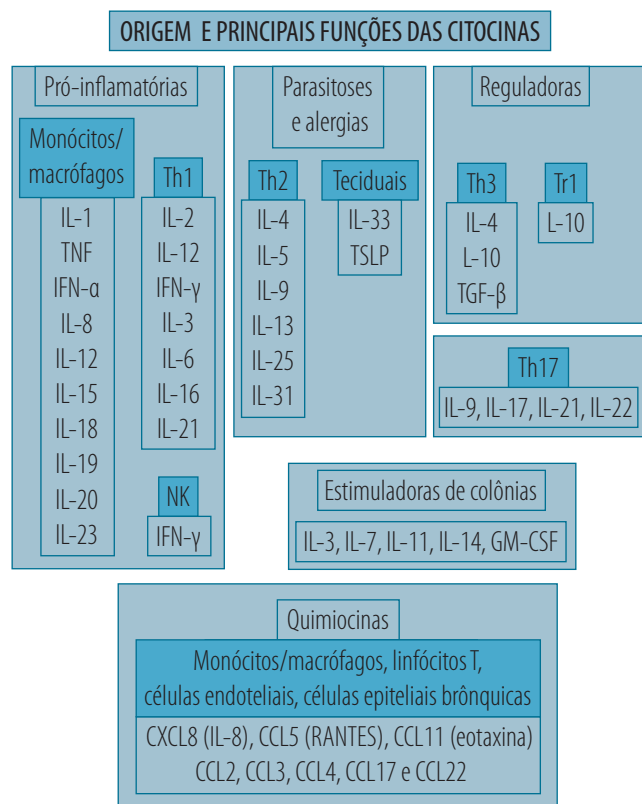 ORIGEM E PRINCIPAIS FUNÇÕES DAS CITOCINAS
Pró-inflamatórias
Monócitos/
macrófagos
IL-1
TNF
IFN-α
IL-8
IL-12
IL-15
IL-18
IL-19
IL-20
IL-23
Th1
IL-2
IL-12
IFN-γ
IL-3
IL-6
IL-16
IL-21
NK
IFN-γ
Parasitoses
e alergias
Th2
IL-4
IL-5
IL-9
IL-13
IL-25
IL-31
Teciduais
IL-33
TSLP
Reguladoras
Th3
IL-4
L-10
TGF-β
Tr1
L-10
Th17
IL-9, IL-17, IL-21, IL-22
Estimuladoras de colônias
IL-3, IL-7, IL-11, IL-14, GM-CSF
Quimiocinas
Monócitos/macrófagos, linfócitos T,
células endoteliais, células epiteliais brônquicas
CXCL8 (IL-8), CCL5 (RANTES), CCL11 (eotaxina)
CCL2, CCL3, CCL4, CCL17 e CCL22